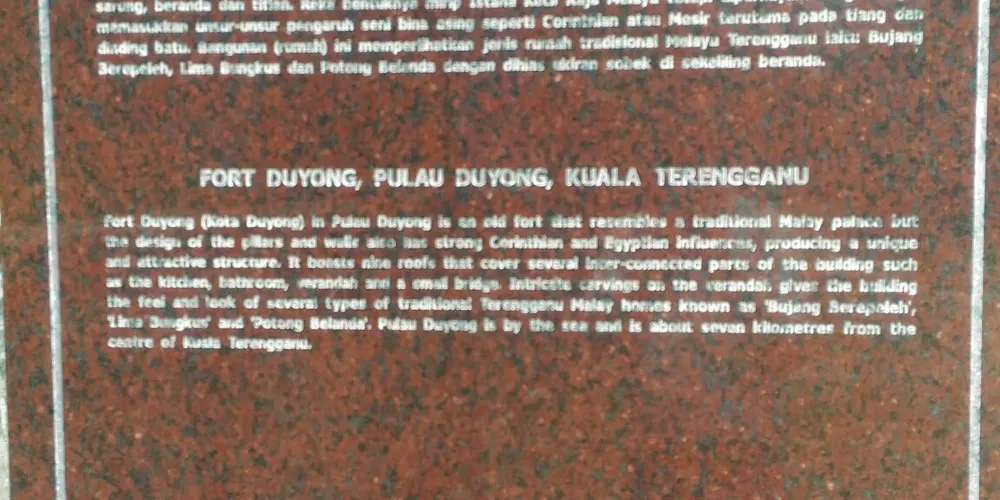 sarung, beranda dan titian. Reka bentuknya mirip Istana Kecil Raja Melayu tetapi
memasukkan unsur-unsur pengaruh seni bina asing seperti Corinthian atau Mesir terutama pada tiang dan
dinding batu. Bangunan (rumah) ini memperlihatkan jenis rumah tradisional Melayu Terengganu iaitu Bujang
Berepeleh, Lima Bungkus dan Potong Belanda dengan dihias ukiran sobek di sekeliling beranda.
FORT DUYONG, PULAU DUYONG, KUALA TERENGGANU
Fort Duyong (Kota Duyong) in Pulau Duyong is an old fort that resembles a traditional Malay palace but
the design of the pillars and walls also has strong Corinthian and Egyptian influences, producing a unique
and attractive structure. It boasts nine roofs that cover several inter-connected parts of the building such
as the kitchen, bathroom, verandah and a small bridge. Intricate carvings on the verandah gives the building
the feel and look of several types of traditional Terengganu Malay homes known as 'Bujang Berepeleh',
'Lima Bungkus' and 'Potong Belanda'. Pulau Duyong is by the sea and is about seven kilometres from the
centre of Kuala Terengganu.